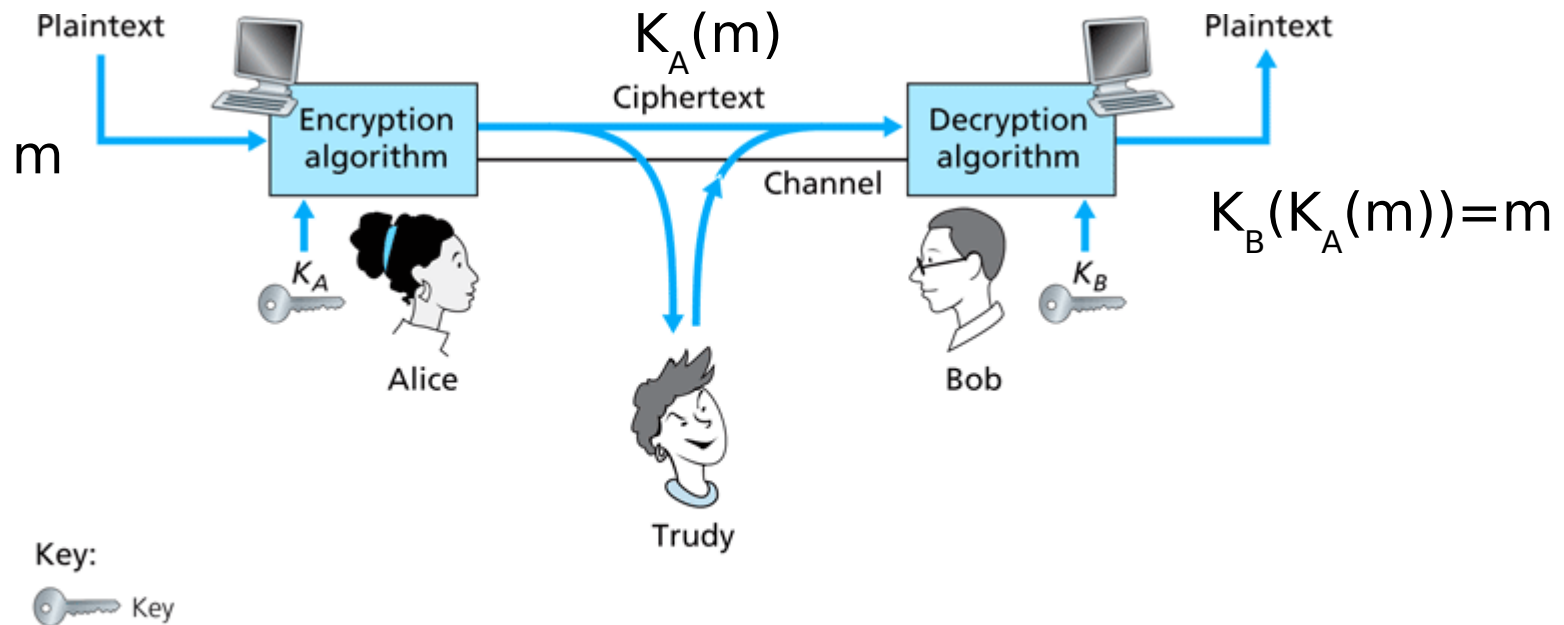 Plaintext
K_A(m)
Plaintext
Ciphertext
Encryption
algorithm
Decryption
algorithm
m
Channel
K_B(K_A(m))=m
K_A
K_B
Alice
Bob
Trudy
Key:
Key